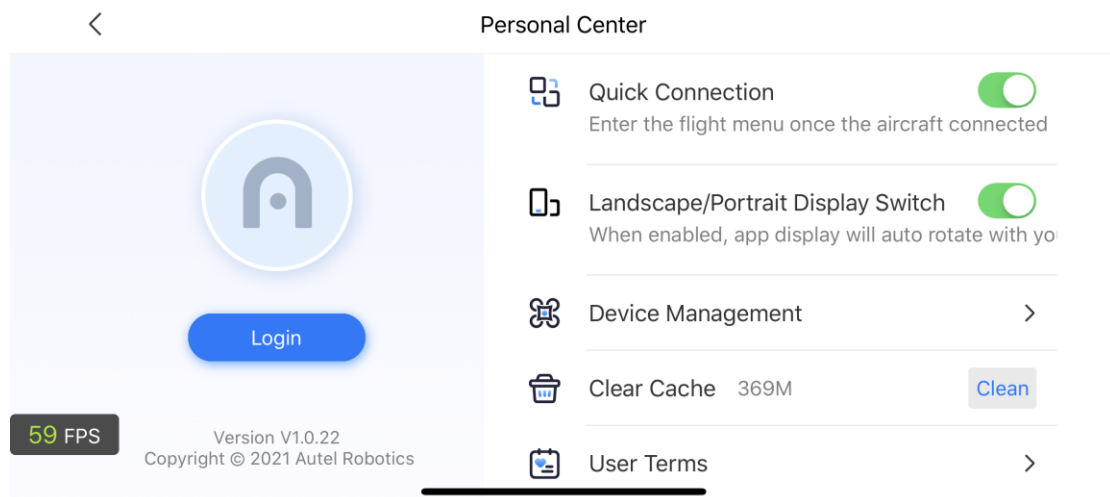 Personal Center
Quick Connection
Enter the flight menu once the aircraft connected
Landscape/Portrait Display Switch
When enabled, app display will auto rotate with yo
Device Management
Login
Clear Cache 369M Clean
59 FPS
Version V1.0.22
Copyright © 2021 Autel Robotics
User Terms